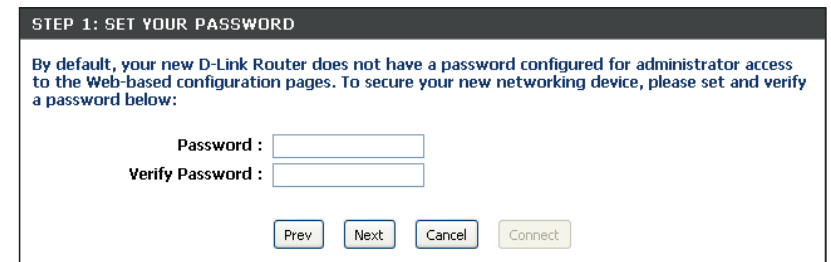 STEP 1: SET YOUR PASSWORD
By default, your new D-Link Router does not have a password configured for administrator access
to the Web-based configuration pages. To secure your new networking device, please set and verify
a password below:
Password :
Verify Password :
Prev Next Cancel Connect